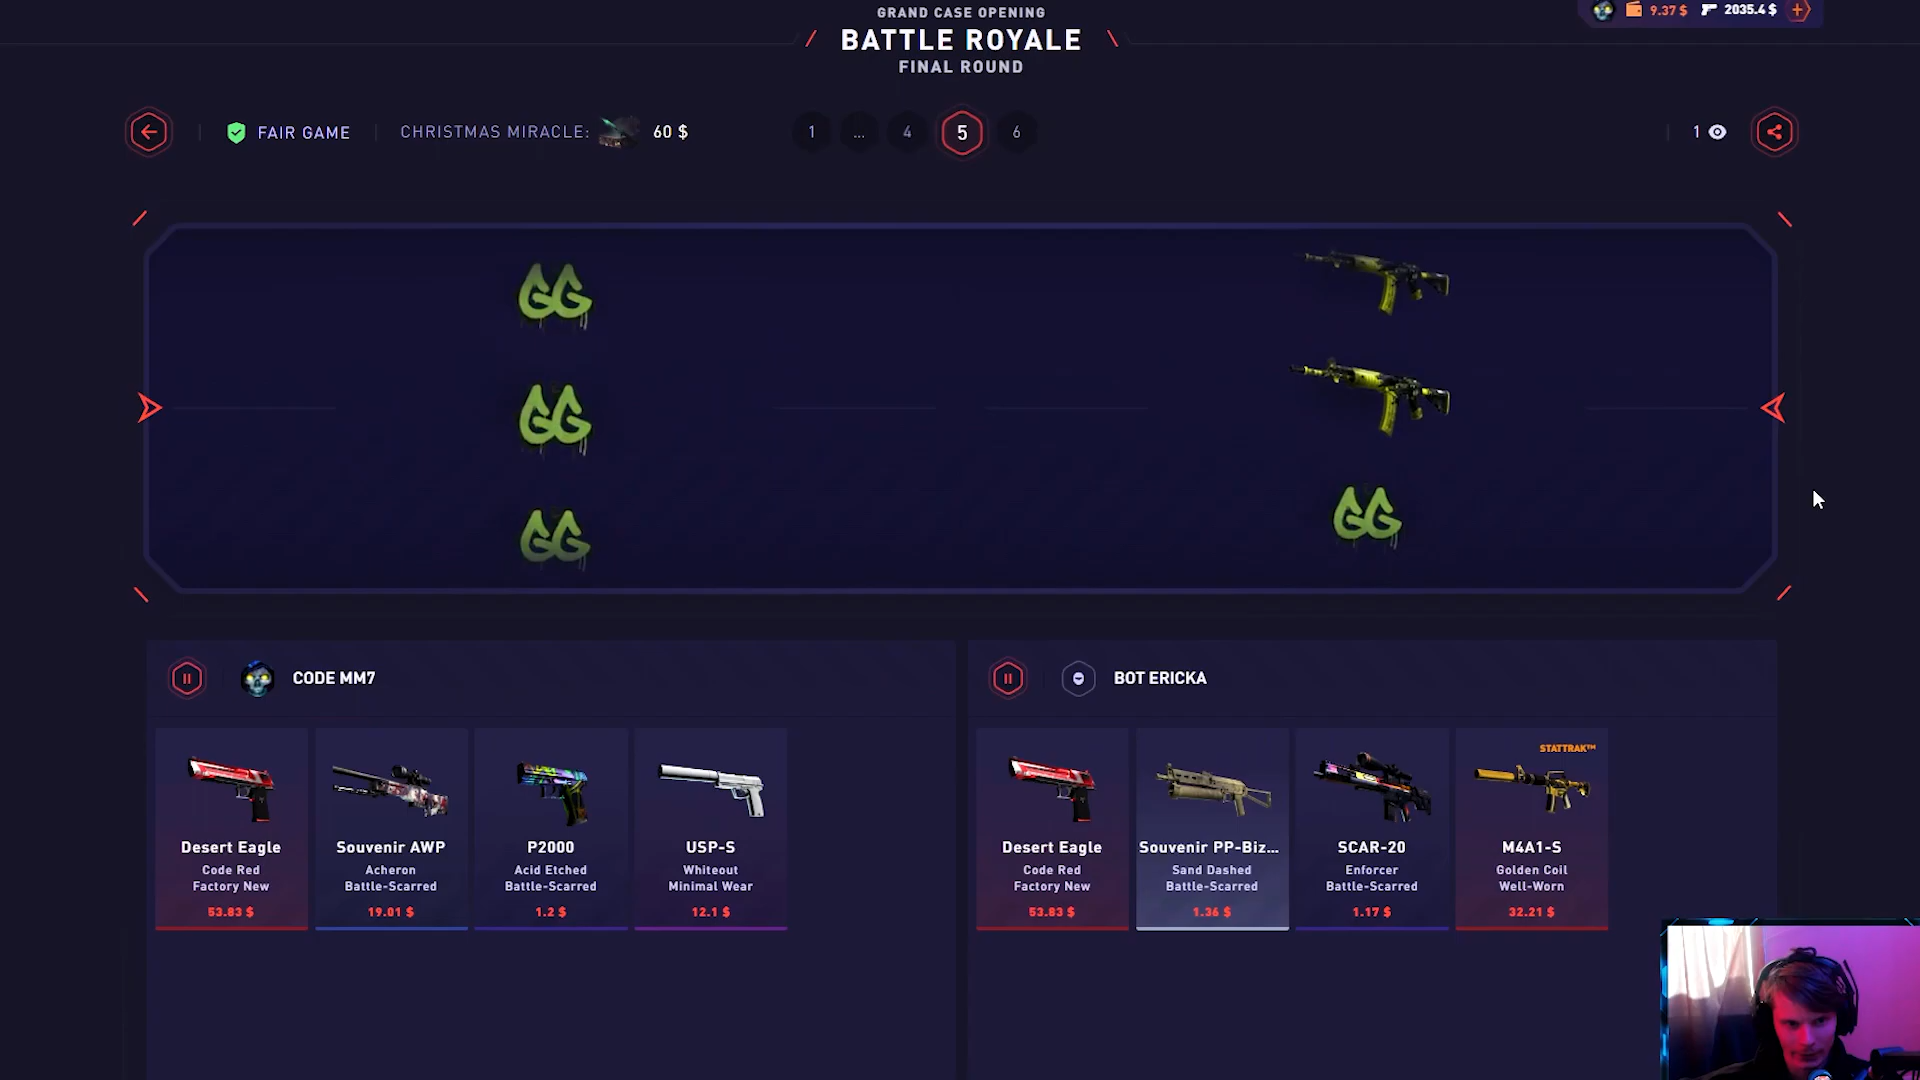 GRAND CASE OPENING
BATTLE ROYALE
FINAL ROUND
9.37 $ 2035.4 $
FAIR GAME
CHRISTMAS MIRACLE: 60 $
1 ... 4 5 6
1
GG
GG
GG
GG
CODE MM7
BOT ERICKA
Desert Eagle
Code Red
Factory New
53.83 $
Souvenir AWP
Acheron
Battle-Scarred
19.01 $
P2000
Acid Etched
Battle-Scarred
1.2 $
USP-S
Whiteout
Minimal Wear
12.1 $
Desert Eagle
Code Red
Factory New
53.83 $
Souvenir PP-Biz...
Sand Dashed
Battle-Scarred
1.36 $
SCAR-20
Enforcer
Battle-Scarred
1.17 $
STATTRAK™
M4A1-S
Golden Coil
Well-Worn
32.21 $